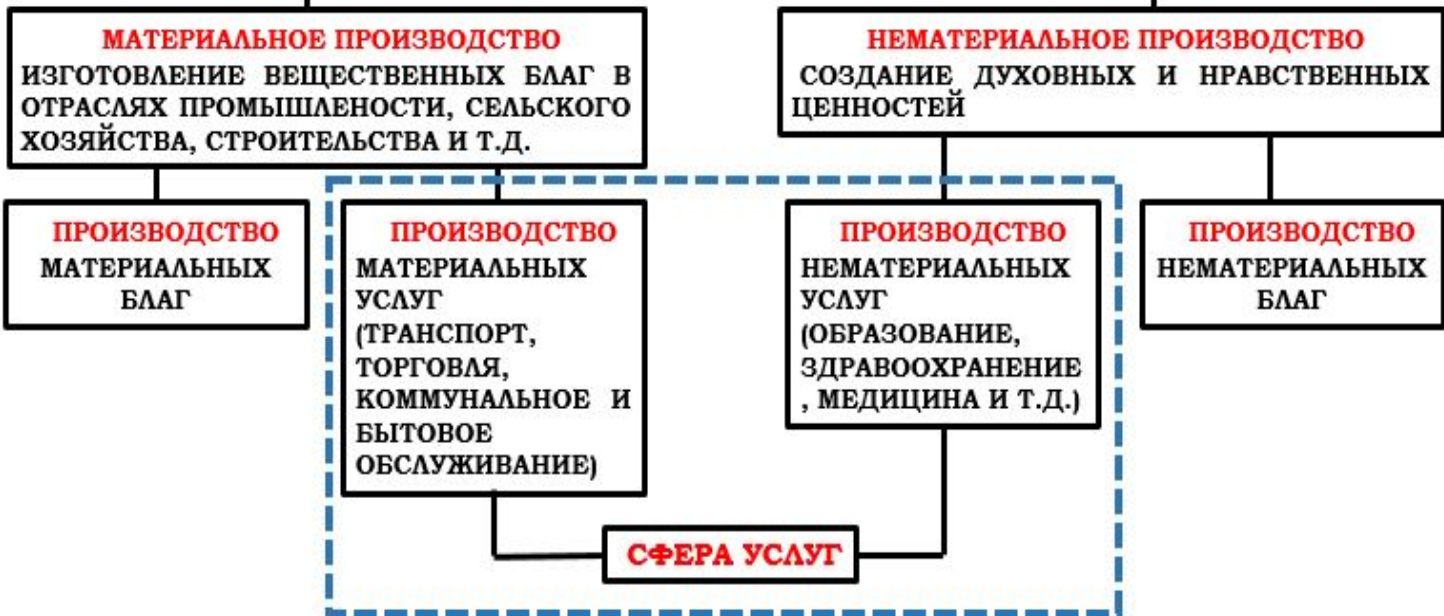 МАТЕРИАЛЬНОЕ ПРОИЗВОДСТВО
ИЗГОТОВЛЕНИЕ ВЕЩЕСТВЕННЫХ БЛАГ В
ОТРАСЛЯХ ПРОМЫШЛЕНОСТИ, СЕЛЬСКОГО
ХОЗЯЙСТВА, СТРОИТЕЛЬСТВА И Т.Д.
НЕМАТЕРИАЛЬНОЕ ПРОИЗВОДСТВО
СОЗДАНИЕ ДУХОВНЫХ И НРАВСТВЕННЫХ
ЦЕННОСТЕЙ
ПРОИЗВОДСТВО
МАТЕРИАЛЬНЫХ
БЛАГ
ПРОИЗВОДСТВО
МАТЕРИАЛЬНЫХ
УСЛУГ
(ТРАНСПОРТ,
ТОРГОВЛЯ,
КОММУНАЛЬНОЕ И
БЫТОВОЕ
ОБСЛУЖИВАНИЕ)
ПРОИЗВОДСТВО
НЕМАТЕРИАЛЬНЫХ
УСЛУГ
(ОБРАЗОВАНИЕ,
ЗДРАВООХРАНЕНИЕ
, МЕДИЦИНА И Т.Д.)
ПРОИЗВОДСТВО
НЕМАТЕРИАЛЬНЫХ
БЛАГ
СФЕРА УСЛУГ